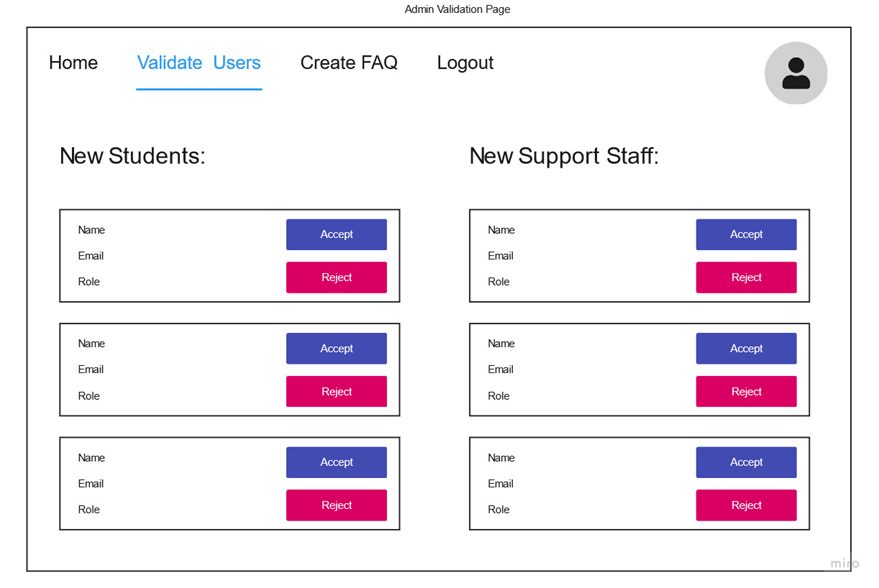 Admin Validation Page
Home Validate Users Create FAQ Logout
New Students:
Name
Accept
Email
Reject
Role
Name
Accept
Email
Reject
Role
Name
Accept
Email
Reject
Role
New Support Staff:
Name
Accept
Email
Reject
Role
Name
Accept
Email
Reject
Role
Name
Accept
Email
Reject
Role
miro